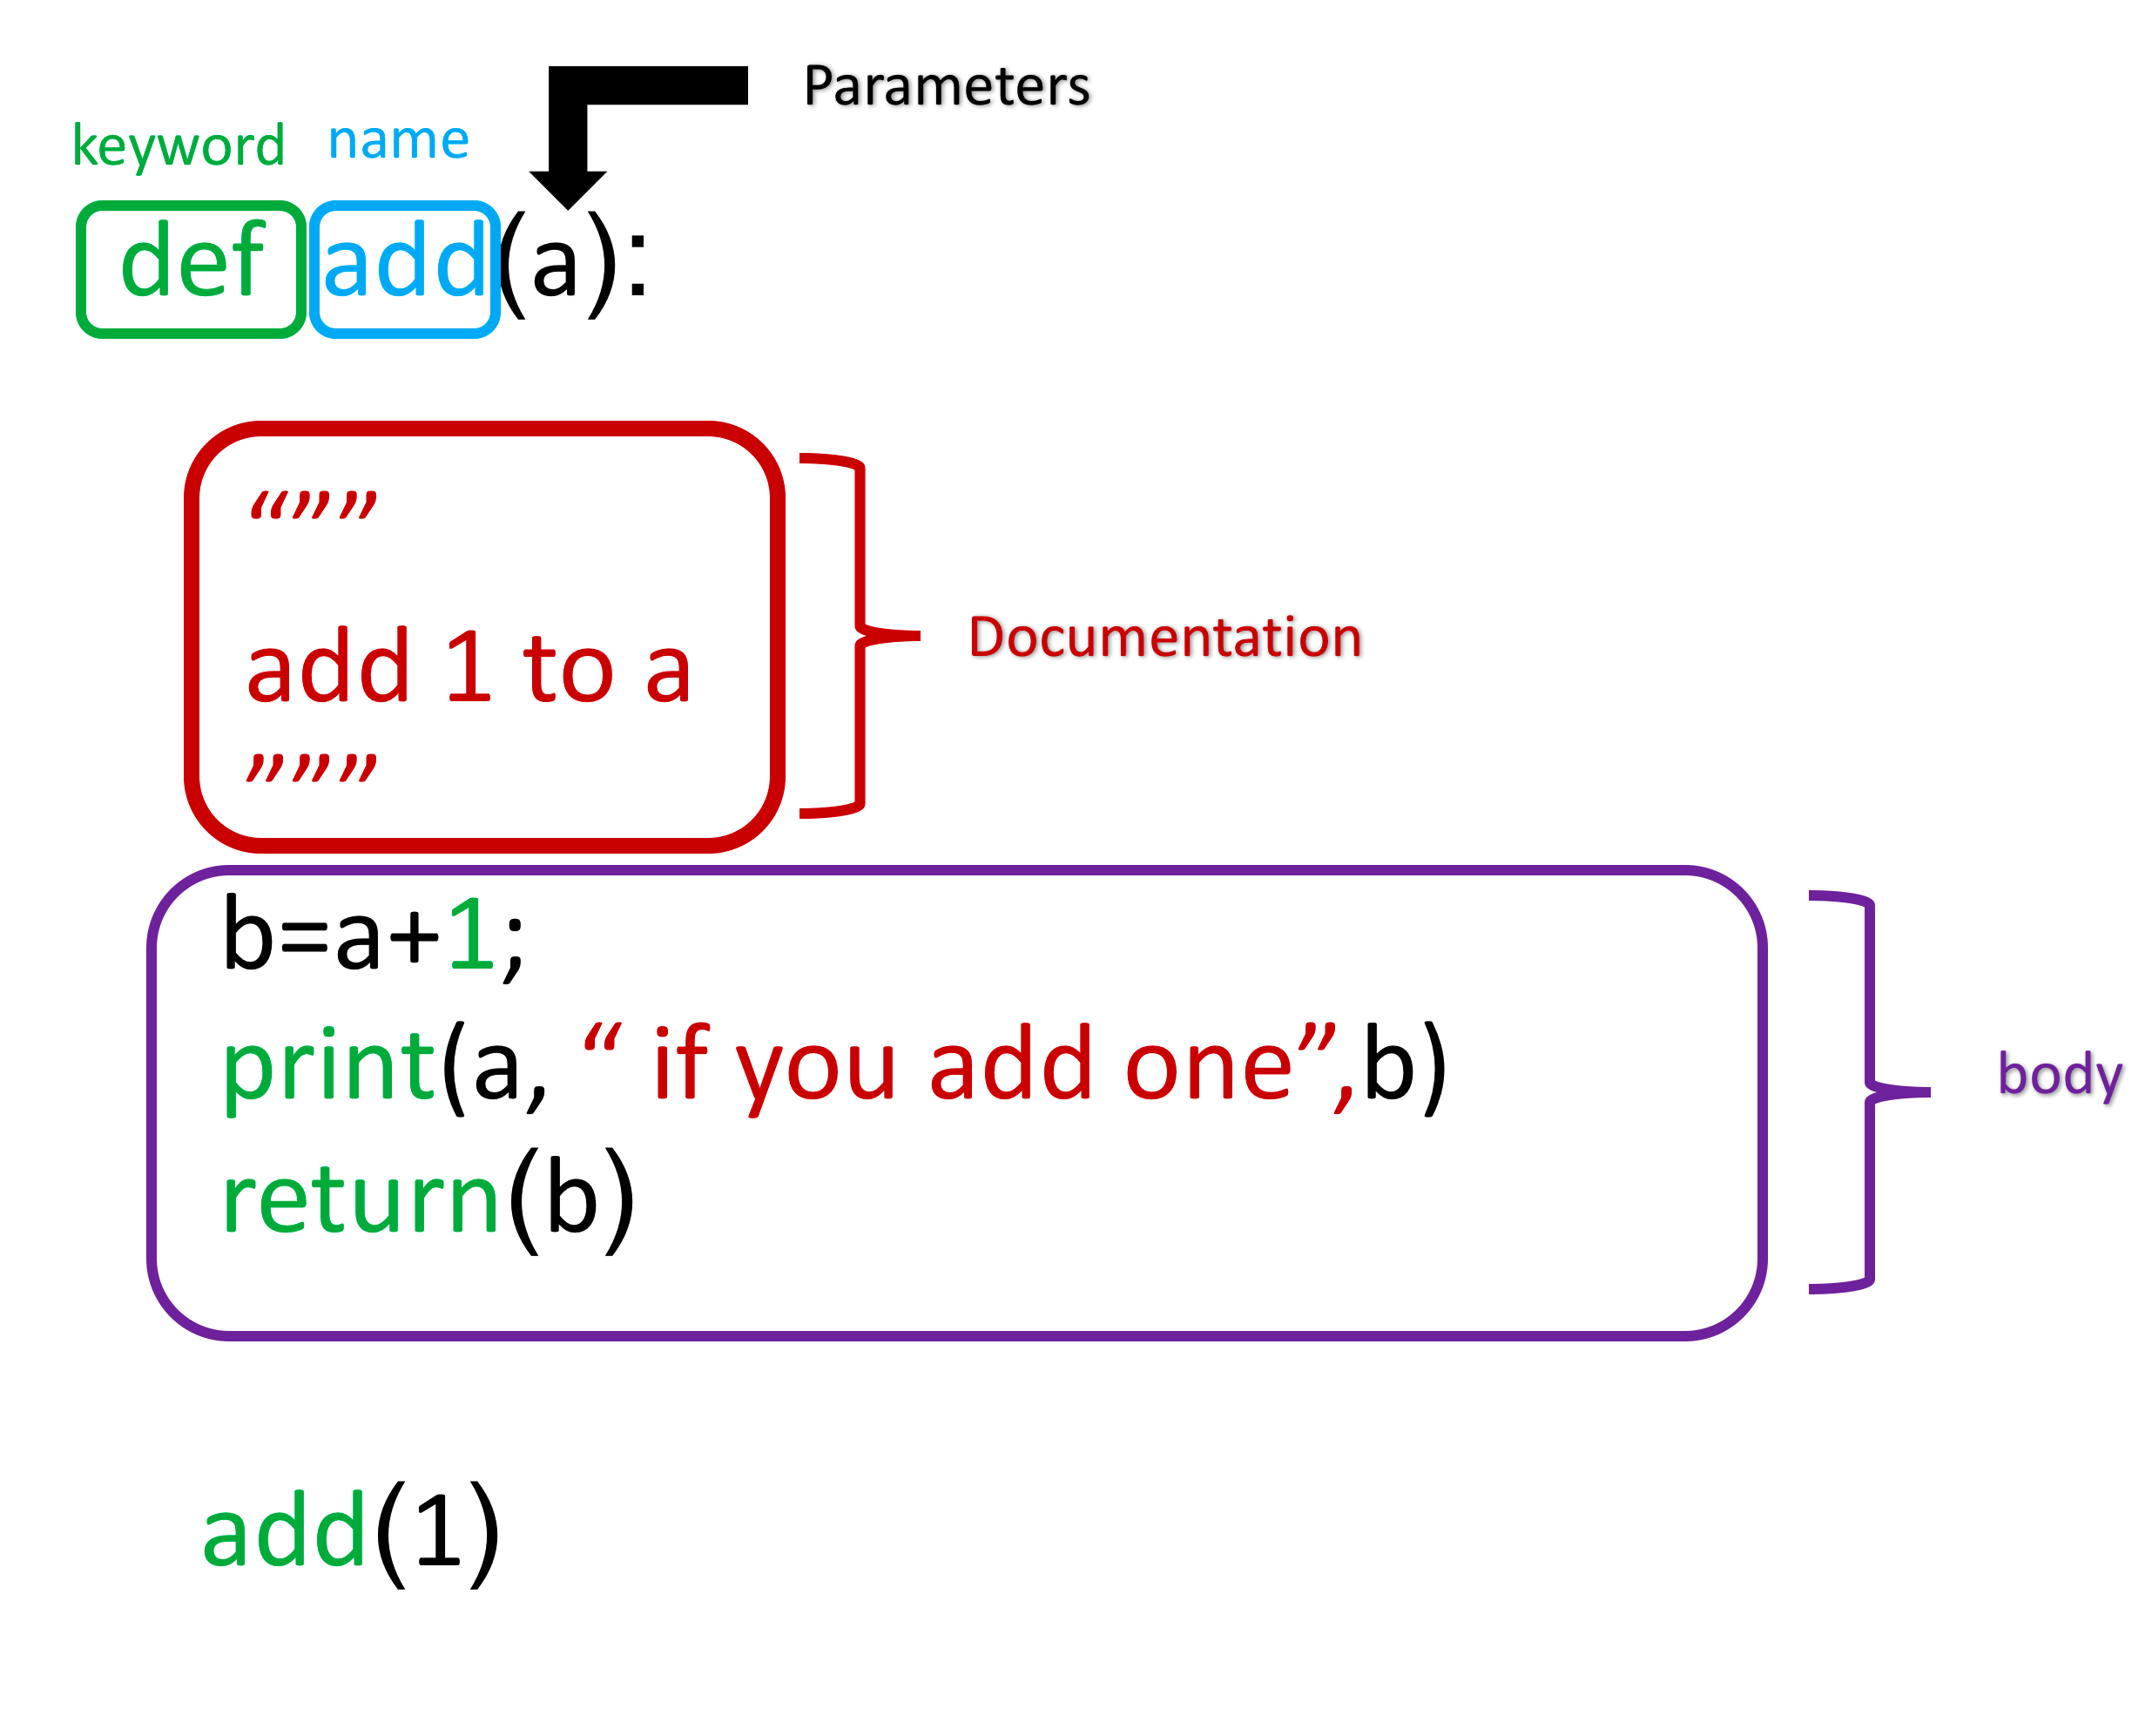 Parameters
keyword name
def add(a):
“””
add 1 to a
”””
Documentation
b=a+1;
print(a, “ if you add one”,b)
return(b)
body
add(1)